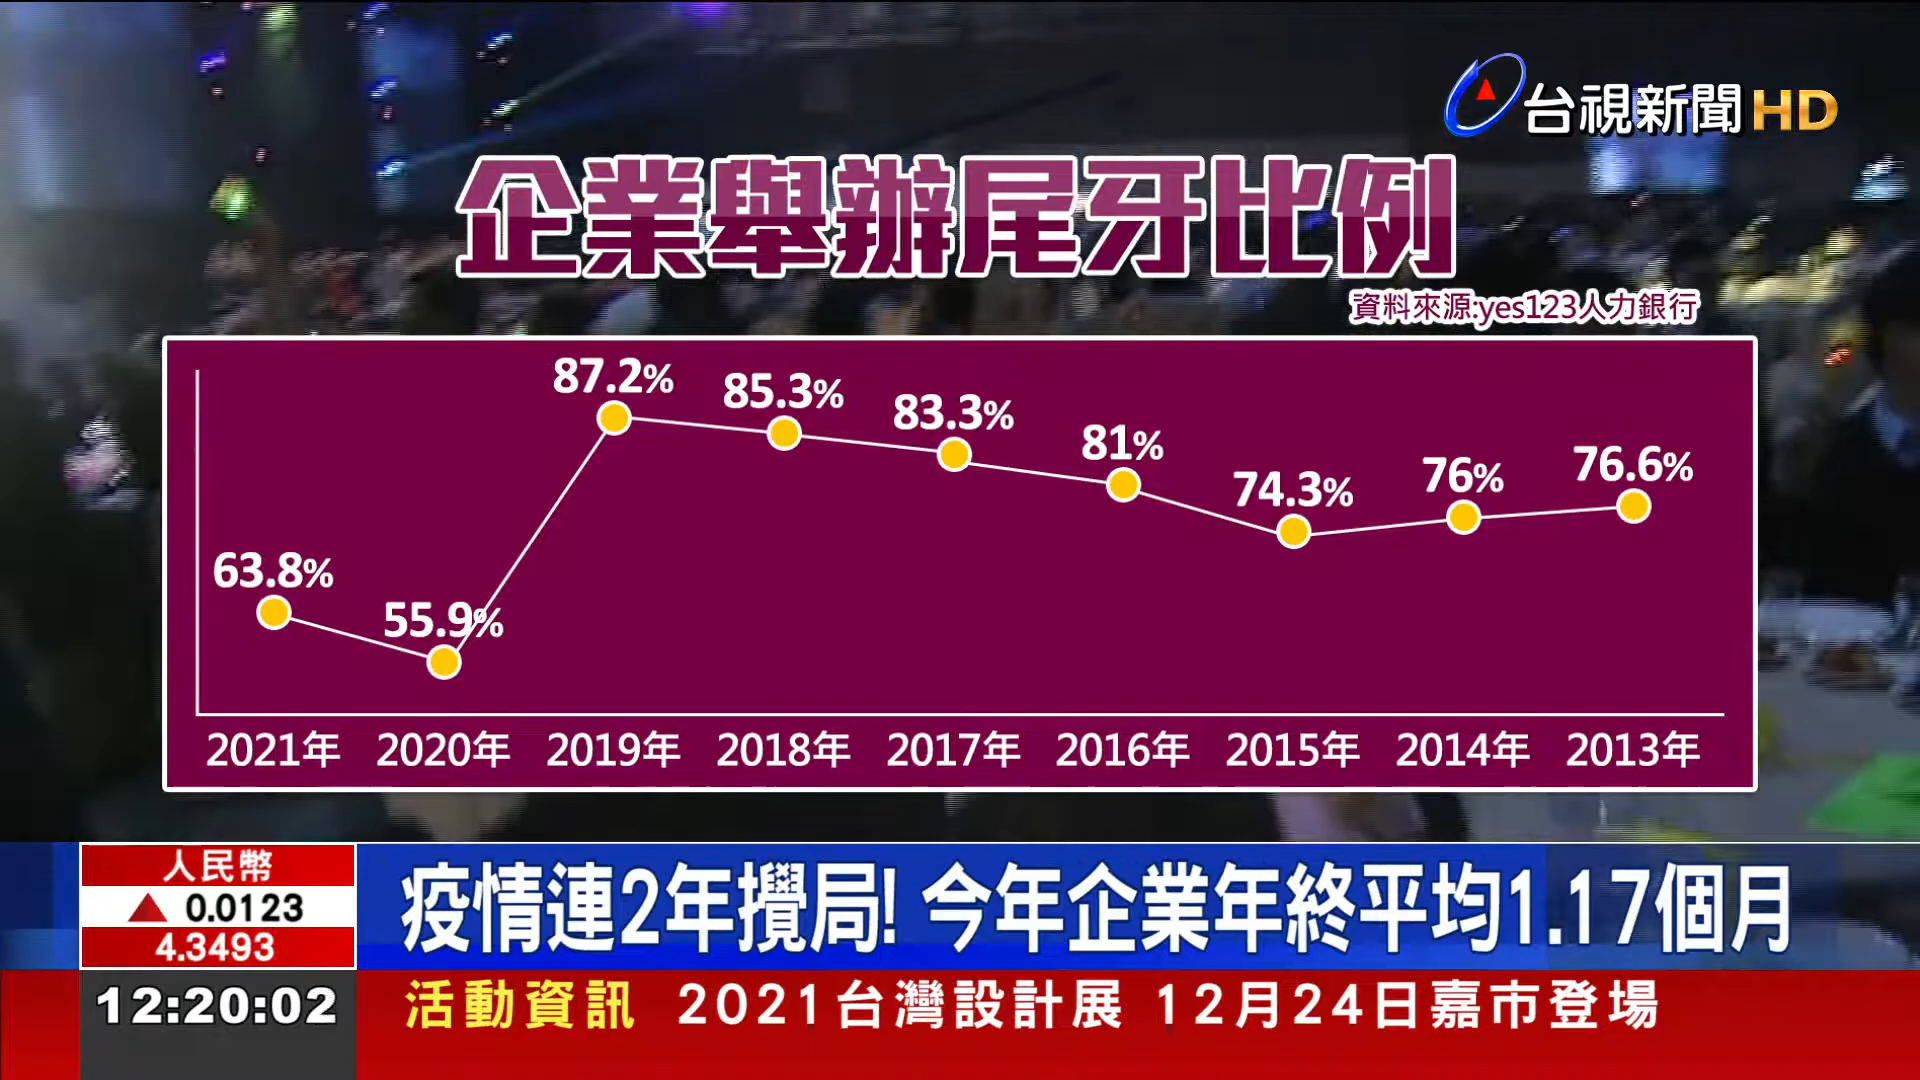 台視新聞HD
企業舉辦尾牙比例
資料來源:yes123人力銀行
87.2%
85.3%
83.3%
81%
74.3%
76%
76.6%
63.8%
55.9%
2021年 2020年 2019年 2018年 2017年 2016年 2015年 2014年 2013年
人民幣
▲ 0.0123
4.3493
疫情連2年攪局! 今年企業年終平均1.17個月
12:20:02
活動資訊 2021台灣設計展 12月24日嘉市登場